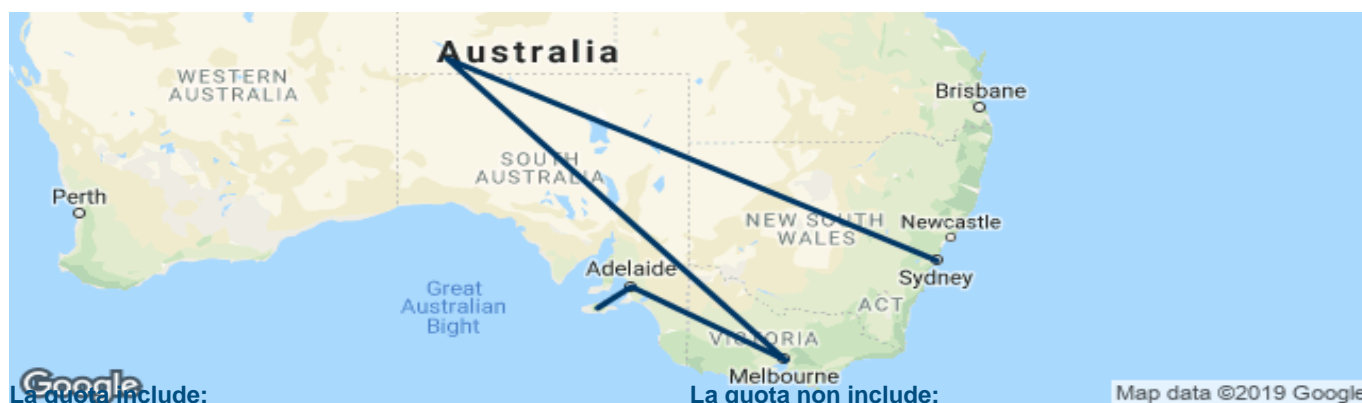 Australia
WESTERN
AUSTRALIA
Brisbane
SOUTH
AUSTRALIA
Perth
NEW SOUTH
WALES
Newcastle
Adelaide
Sydney
Great
Australian
Bight
ACT
VICTORIA
Melbourne
Google
La quota include:
La quota non include:
Map data ©2019 Google